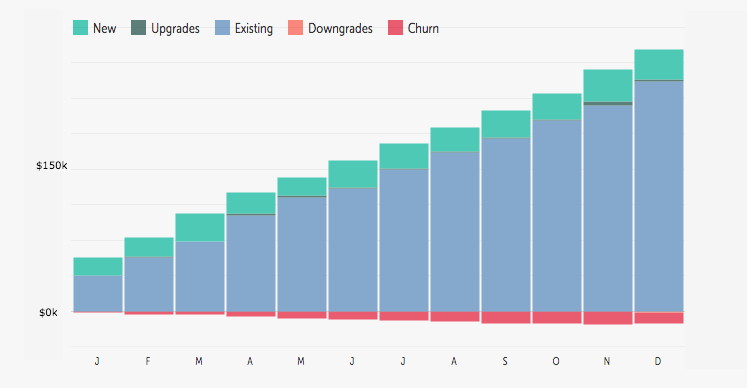 New Upgrades Existing Downgrades Churn
$150k
$0k
J F M A M J J A S O N D